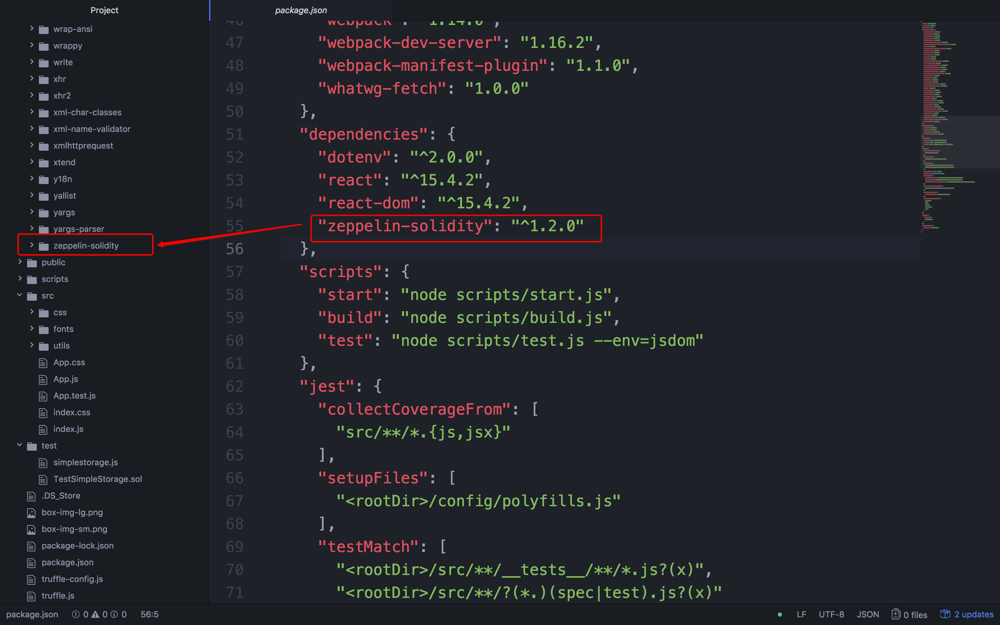 Project
wrap-ansi
wrappy
write
xhr
xhr2
xml-char-classes
xml-name-validator
xmlhttprequest
xtend
y18n
yallist
yargs
yargs-parser
zeppelin-solidity
public
scripts
src
css
fonts
utils
App.css
App.js
App.test.js
index.css
index.js
test
simplestorage.js
TestSimpleStorage.sol
.DS_Store
box-img-lg.png
box-img-sm.png
package-lock.json
package.json
truffle-config.js
truffle.js
package.json
46 "webpack": "1.14.0",
47 "webpack-dev-server": "1.16.2",
48 "webpack-manifest-plugin": "1.1.0",
49 "whatwg-fetch": "1.0.0"
50 },
51 "dependencies": {
52 "dotenv": "^2.0.0",
53 "react": "^15.4.2",
54 "react-dom": "^15.4.2",
55 "zeppelin-solidity": "^1.2.0"
56 },
57 "scripts": {
58 "start": "node scripts/start.js",
59 "build": "node scripts/build.js",
60 "test": "node scripts/test.js --env=jsdom"
61 },
62 "jest": {
63 "collectCoverageFrom": [
64 "src/**/*.{js,jsx}"
65 ],
66 "setupFiles": [
67 "<rootDir>/config/polyfills.js"
68 ],
69 "testMatch": [
70 "<rootDir>/src/**/__tests__/**/*.js?(x)",
71 "<rootDir>/src/**/?(*.)(spec|test).js?(x)"
package.json 0 0 0 56:5 LF UTF-8 JSON 0 files 2 updates